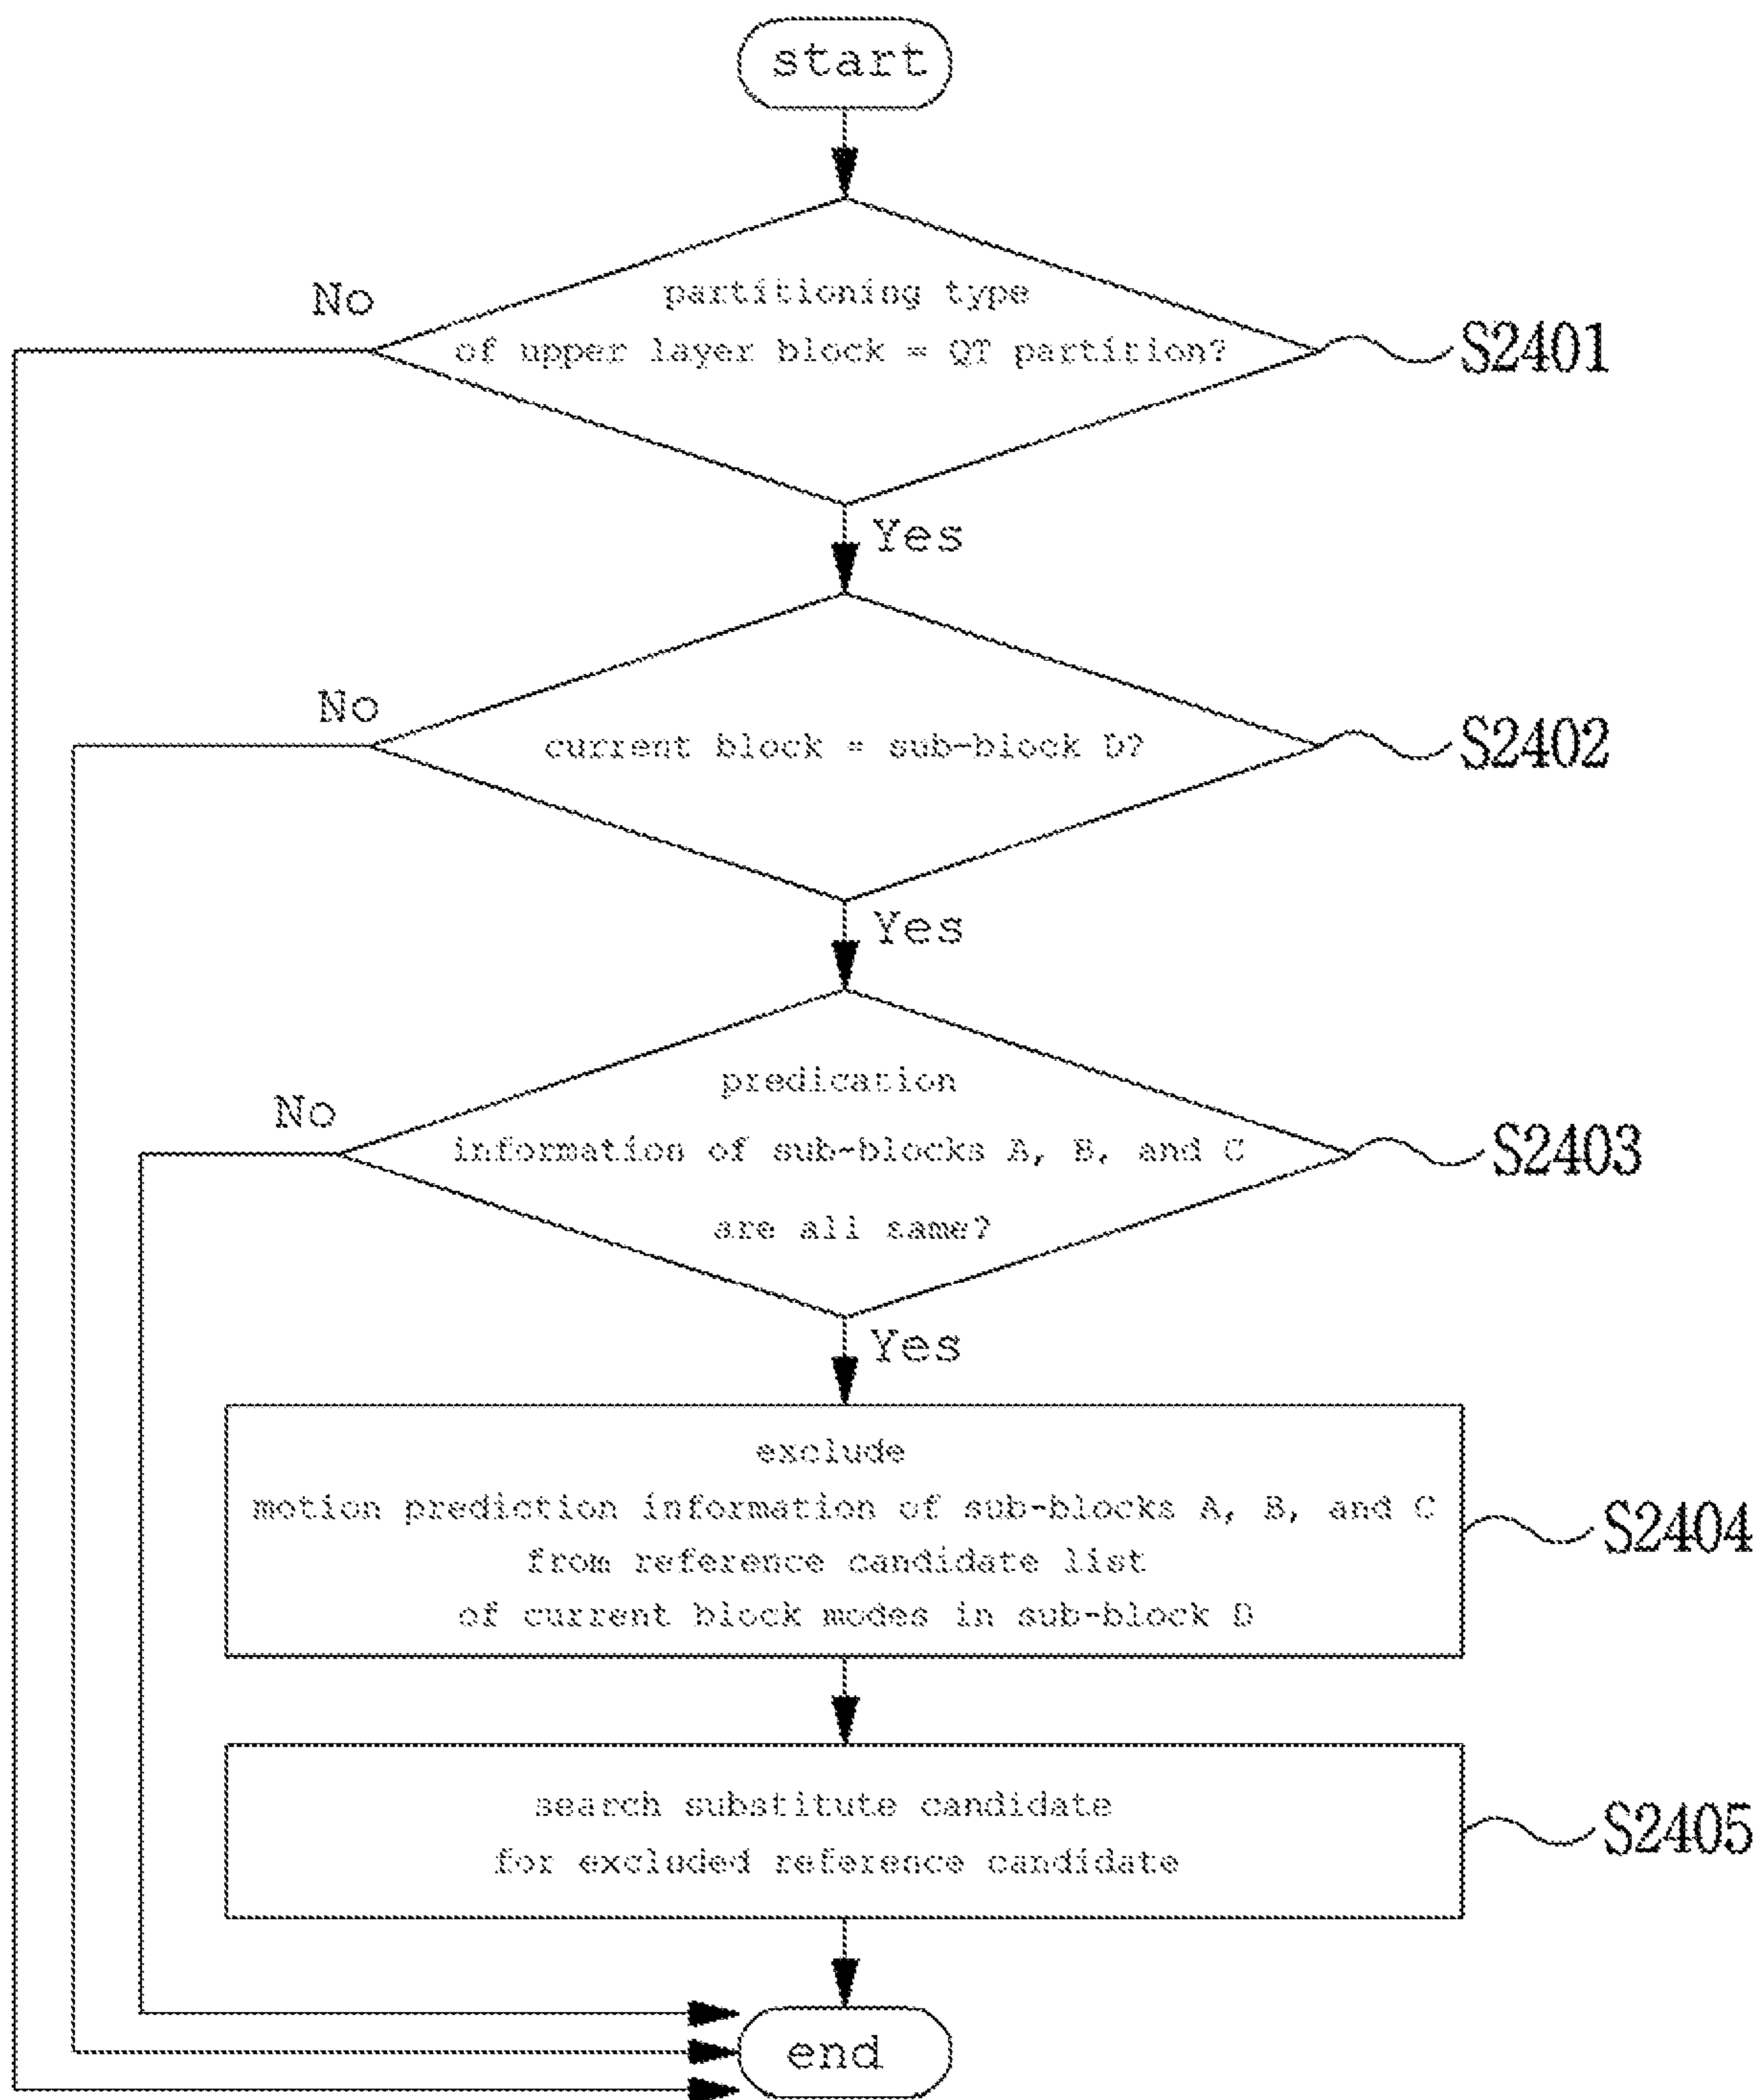 start
No
partitioning type
of upper layer block = QT partition?
S2401
Yes
No
current block = sub-block D?
S2402
Yes
No
predication
information of sub-blocks A, B, and C
are all same?
S2403
Yes
exclude
motion prediction information of sub-blocks A, B, and C
from reference candidate list
of current block modes in sub-block D
S2404
search substitute candidate
for excluded reference candidate
S2405
end